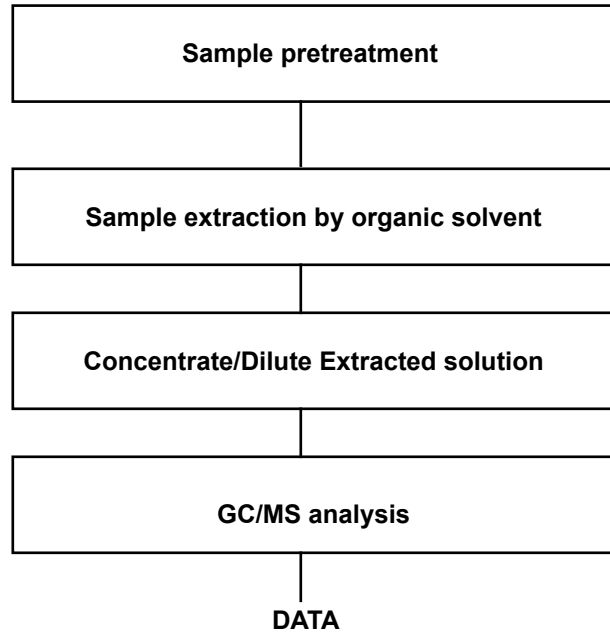 Sample pretreatment
Sample extraction by organic solvent
Concentrate/Dilute Extracted solution
GC/MS analysis
DATA